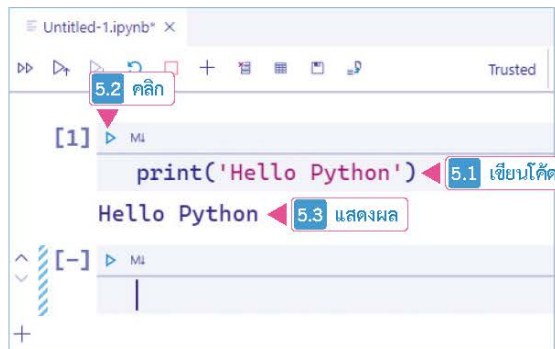 Untitled-1.ipynb*
Trusted
5.2 คลิก
[1] M↓
print('Hello Python') 5.1 เขียนโค้ด
Hello Python 5.3 แสดงผล
[-] M↓